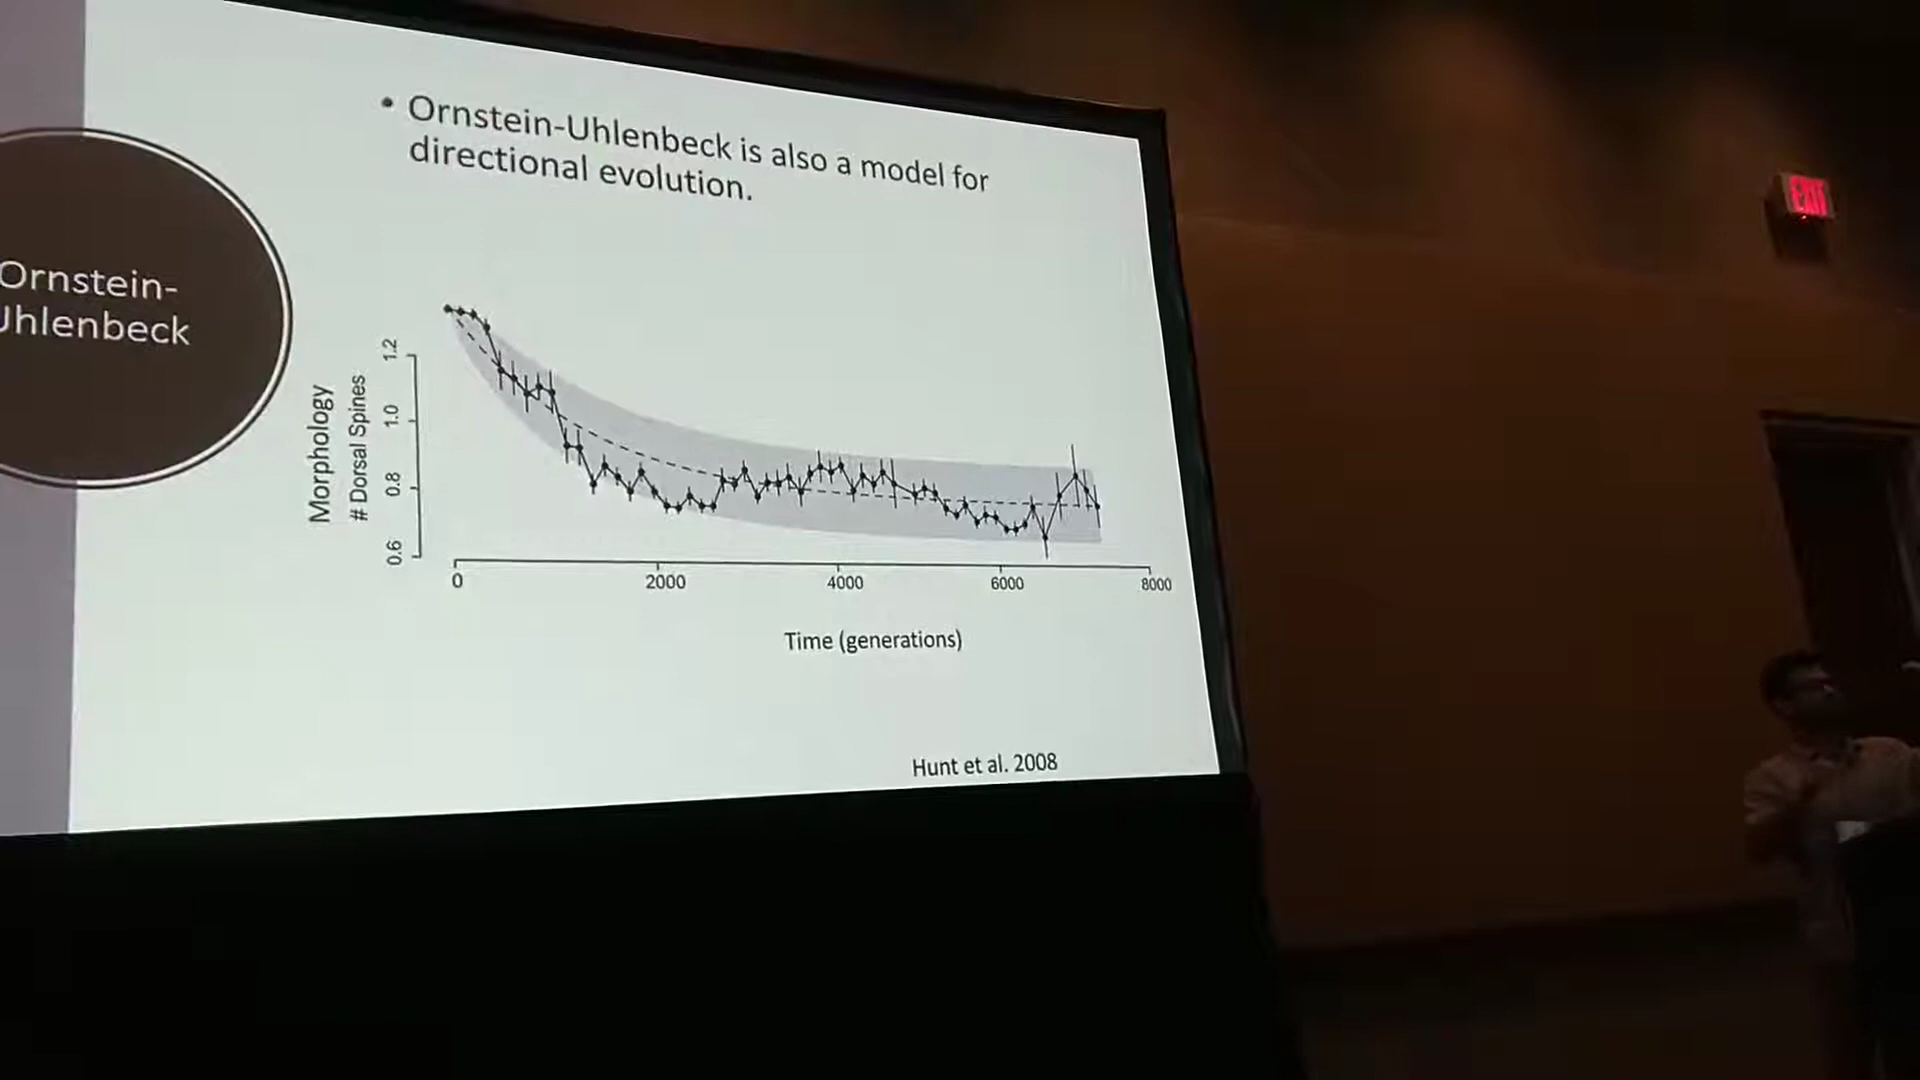 • Ornstein-Uhlenbeck is also a model for
directional evolution.
Ornstein-
Uhlenbeck
Morphology
# Dorsal Spines
1.2
1.0
0.8
0.6
0
2000
4000
6000
8000
Time (generations)
Hunt et al. 2008
EXIT